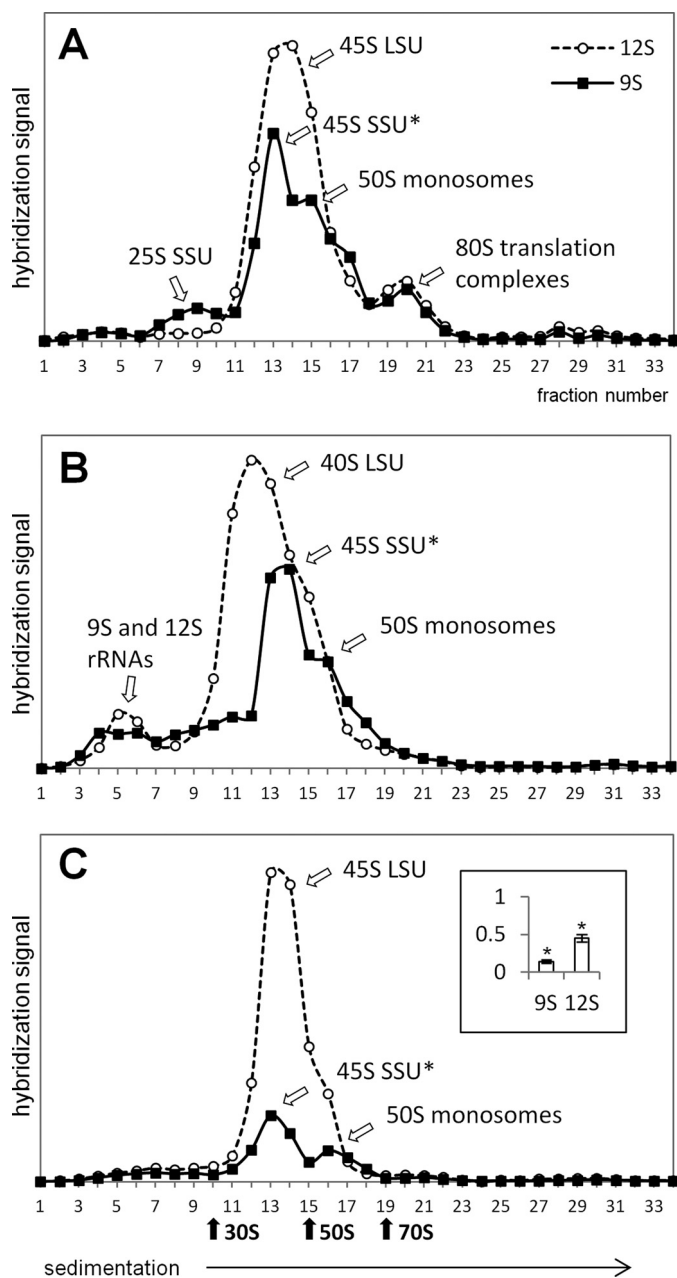 A
45S LSU
12S
9S
45S SSU*
50S monosomes
25S SSU
80S translation
complexes
hybridization signal
1 3 5 7 9 11 13 15 17 19 21 23 25 27 29 31 33
fraction number
B
40S LSU
45S SSU*
50S monosomes
9S and 12S
rRNAs
hybridization signal
1 3 5 7 9 11 13 15 17 19 21 23 25 27 29 31 33
C
45S LSU
1
0.5
0
* *
9S 12S
45S SSU*
50S monosomes
hybridization signal
1 3 5 7 9 11 13 15 17 19 21 23 25 27 29 31 33
30S 50S 70S
sedimentation